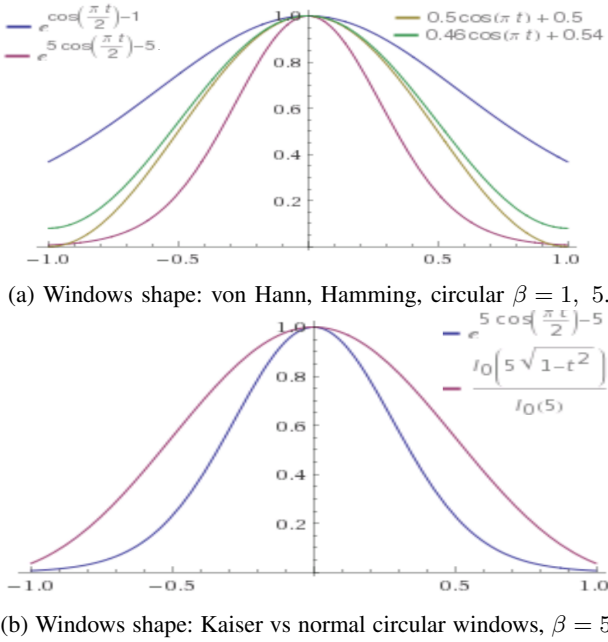 e^{cos(π t/2)−1}
e^{5 cos(π t/2)−5}
0.5 cos(π t) + 0.5
0.46 cos(π t) + 0.54
1.0
0.8
0.6
0.4
0.2
−1.0 −0.5 0.5 1.0
(a) Windows shape: von Hann, Hamming, circular β = 1, 5.
e^{5 cos(π t/2)−5}
I₀(5 √1−t²)
I₀(5)
1.0
0.8
0.6
0.4
0.2
−1.0 −0.5 0.5 1.0
(b) Windows shape: Kaiser vs normal circular windows, β = 5